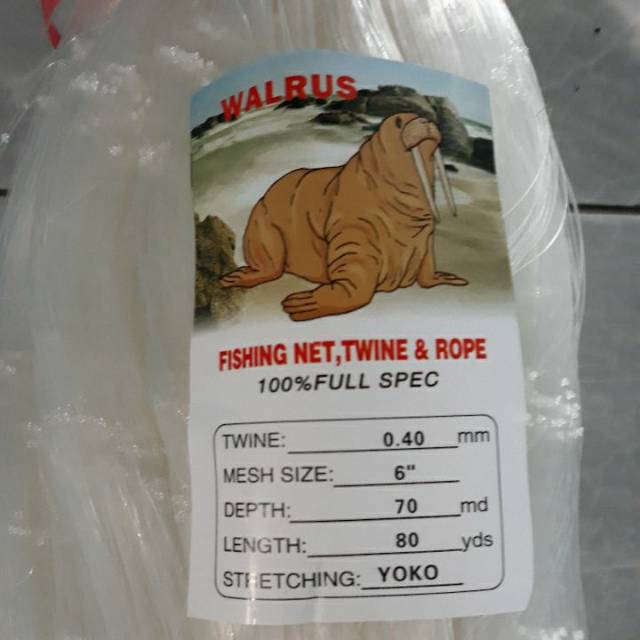 WALRUS
FISHING NET,TWINE & ROPE
100%FULL SPEC
TWINE: 0.40 mm
MESH SIZE: 6"
DEPTH: 70 md
LENGTH: 80 yds
STRETCHING: YOKO